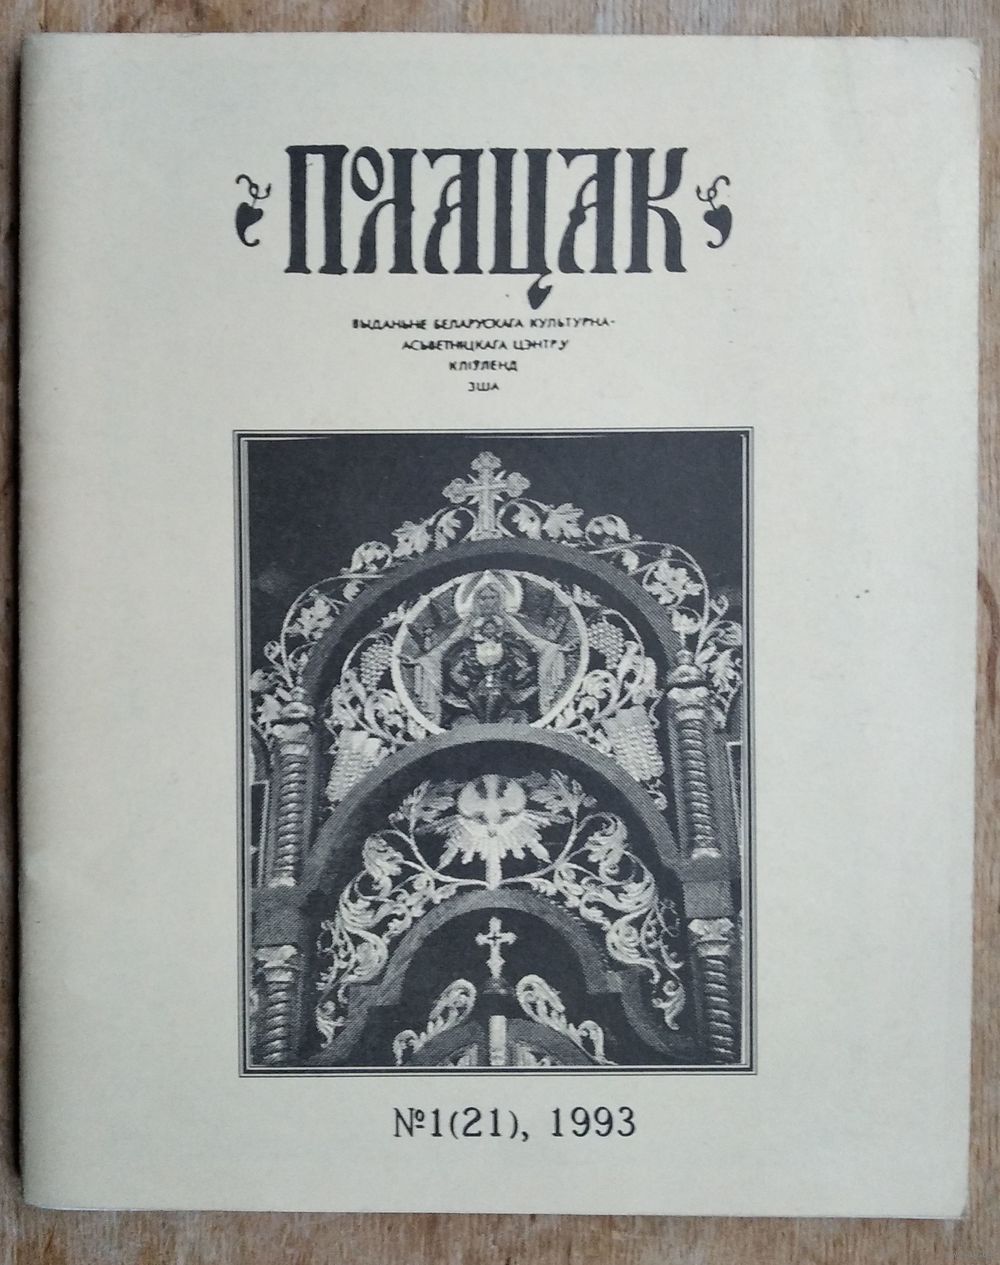 ПОЛАЦАК
ВЫДАНЬНЕ БЕЛАРУСКАГА КУЛЬТУРНА-
АСЬВЕТНІЦКАГА ЦЭНТРУ
КЛІЎЛЕНД
ЗША
№1(21), 1993